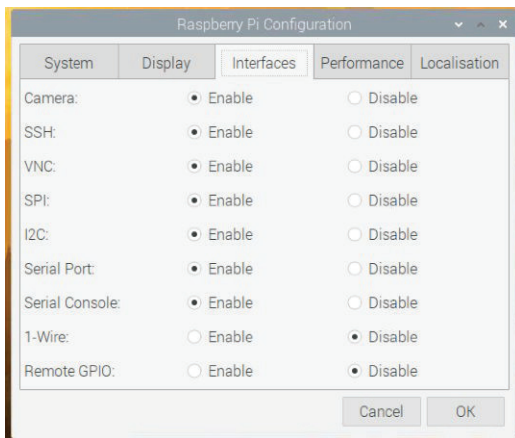 Raspberry Pi Configuration
System Display Interfaces Performance Localisation
Camera: Enable Disable
SSH: Enable Disable
VNC: Enable Disable
SPI: Enable Disable
I2C: Enable Disable
Serial Port: Enable Disable
Serial Console: Enable Disable
1-Wire: Enable Disable
Remote GPIO: Enable Disable
Cancel OK